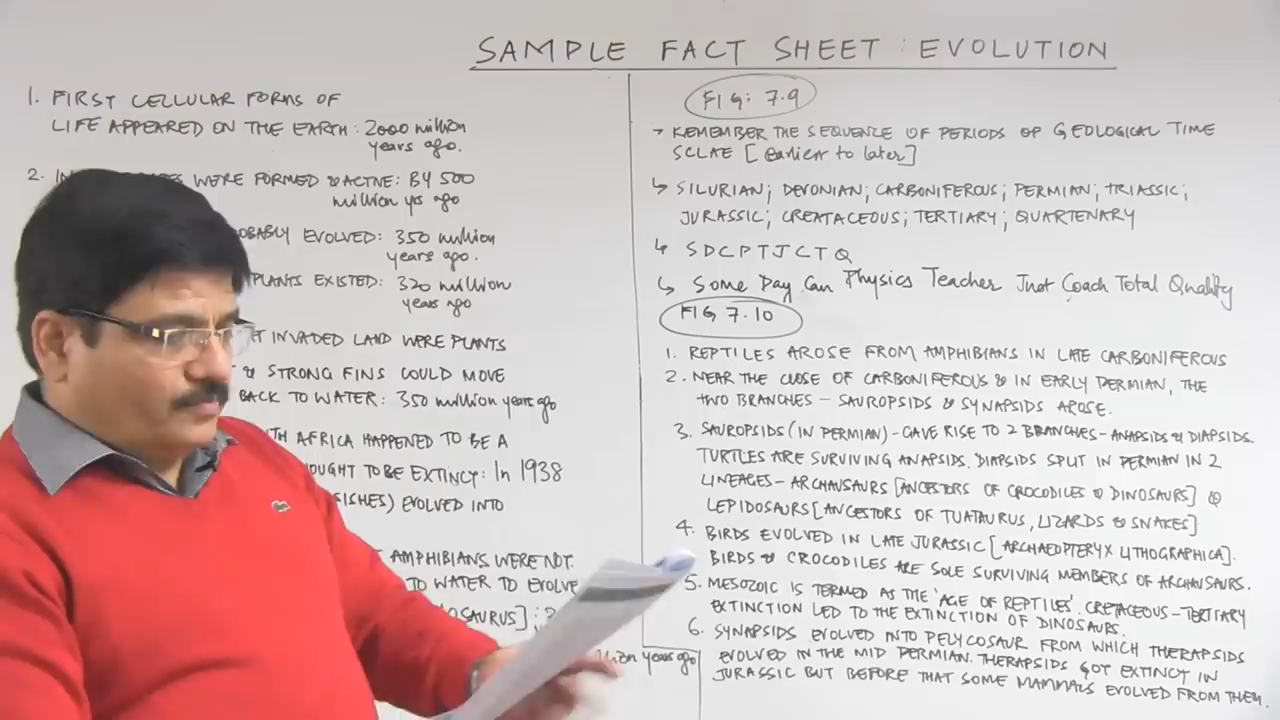 SAMPLE FACT SHEET : EVOLUTION
1. FIRST CELLULAR FORMS OF
LIFE APPEARED ON THE EARTH : 2000 million
years ago.
2. WERE FORMED & ACTIVE : BY 500
million yrs ago
EVOLVED : 350 million
years ago.
PLANTS EXISTED : 320 million
years ago
INVADED LAND WERE PLANTS
& STRONG FINS COULD MOVE
BACK TO WATER : 350 million years ago
AFRICA HAPPENED TO BE A
TO BE EXTINCT : In 1938
EVOLVED INTO
AMPHIBIANS WERE NOT
TO WATER TO EVOLVE
years ago
FIG : 7.9
→ REMEMBER THE SEQUENCE OF PERIODS OF GEOLOGICAL TIME
SCLAE [earlier to later]
↳ SILURIAN ; DEVONIAN ; CARBONIFEROUS ; PERMIAN ; TRIASSIC ;
JURASSIC ; CREATACEOUS ; TERTIARY ; QUARTENARY
↳ S D C P T J C T Q
↳ Some Day Can Physics Teacher Just Coach Total Quality
FIG 7.10
1. REPTILES AROSE FROM AMPHIBIANS IN LATE CARBONIFEROUS
2. NEAR THE CLOSE OF CARBONIFEROUS & IN EARLY PERMIAN, THE
TWO BRANCHES - SAUROPSIDS & SYNAPSIDS AROSE.
3. SAUROPSIDS (IN PERMIAN) - GAVE RISE TO 2 BRANCHES - ANAPSIDS & DIAPSIDS.
TURTLES ARE SURVIVING ANAPSIDS. DIAPSIDS SPLIT IN PERMIAN IN 2
LINEAGES - ARCHAUSAURS [ANCESTORS OF CROCODILES & DINOSAURS] &
LEPIDOSAURS [ANCESTORS OF TUATAURUS, LIZARDS & SNAKES]
4. BIRDS EVOLVED IN LATE JURASSIC [ARCHAEOPTERYX LITHOGRAPHICA].
BIRDS & CROCODILES ARE SOLE SURVIVING MEMBERS OF ARCHAUSAURS.
5. MESOZOIC IS TERMED AS THE 'AGE OF REPTILES'. CRETACEOUS - TERTIARY
EXTINCTION LED TO THE EXTINCTION OF DINOSAURS.
6. SYNAPSIDS EVOLVED INTO PELYCOSAUR FROM WHICH THERAPSIDS
EVOLVED IN THE MID PERMIAN. THERAPSIDS GOT EXTINCT IN
JURASSIC BUT BEFORE THAT SOME MAMMALS EVOLVED FROM THEM.